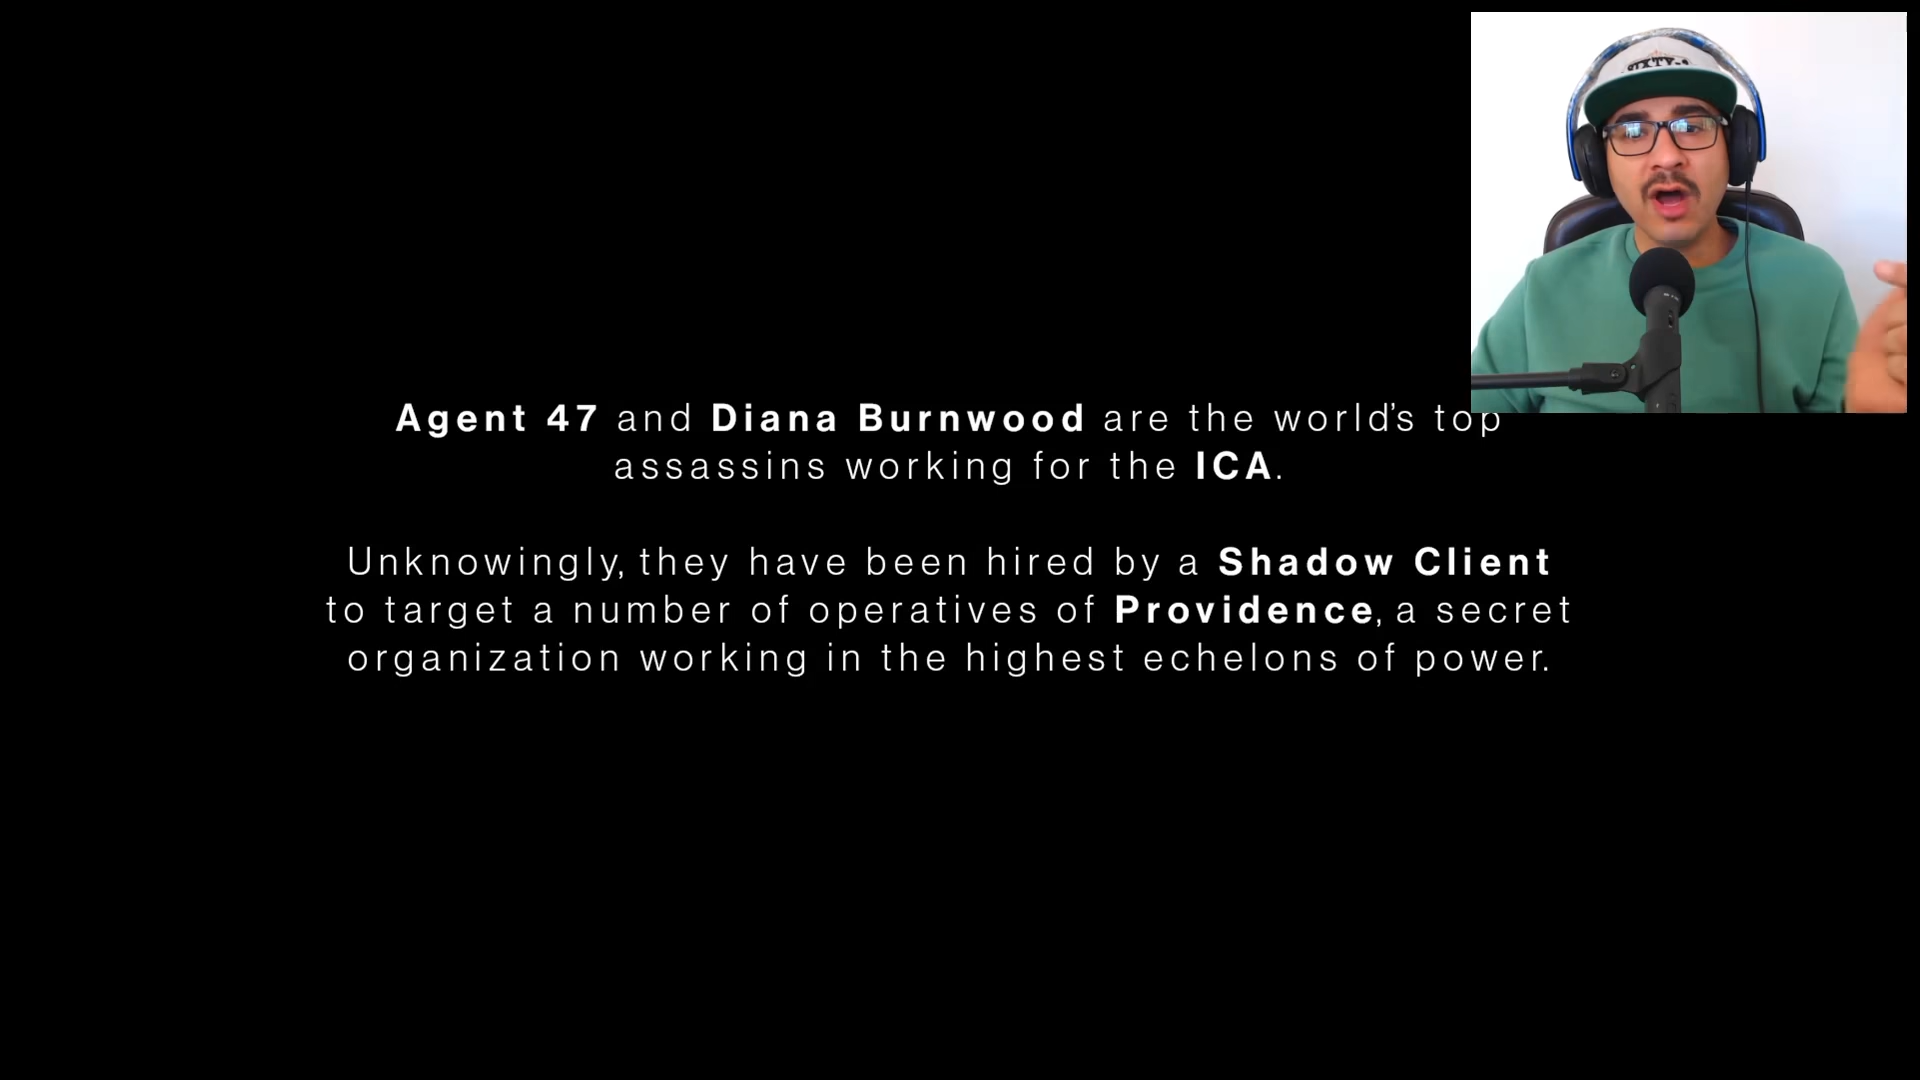 Agent 47 and Diana Burnwood are the world's top
assassins working for the ICA.
Unknowingly, they have been hired by a Shadow Client
to target a number of operatives of Providence, a secret
organization working in the highest echelons of power.